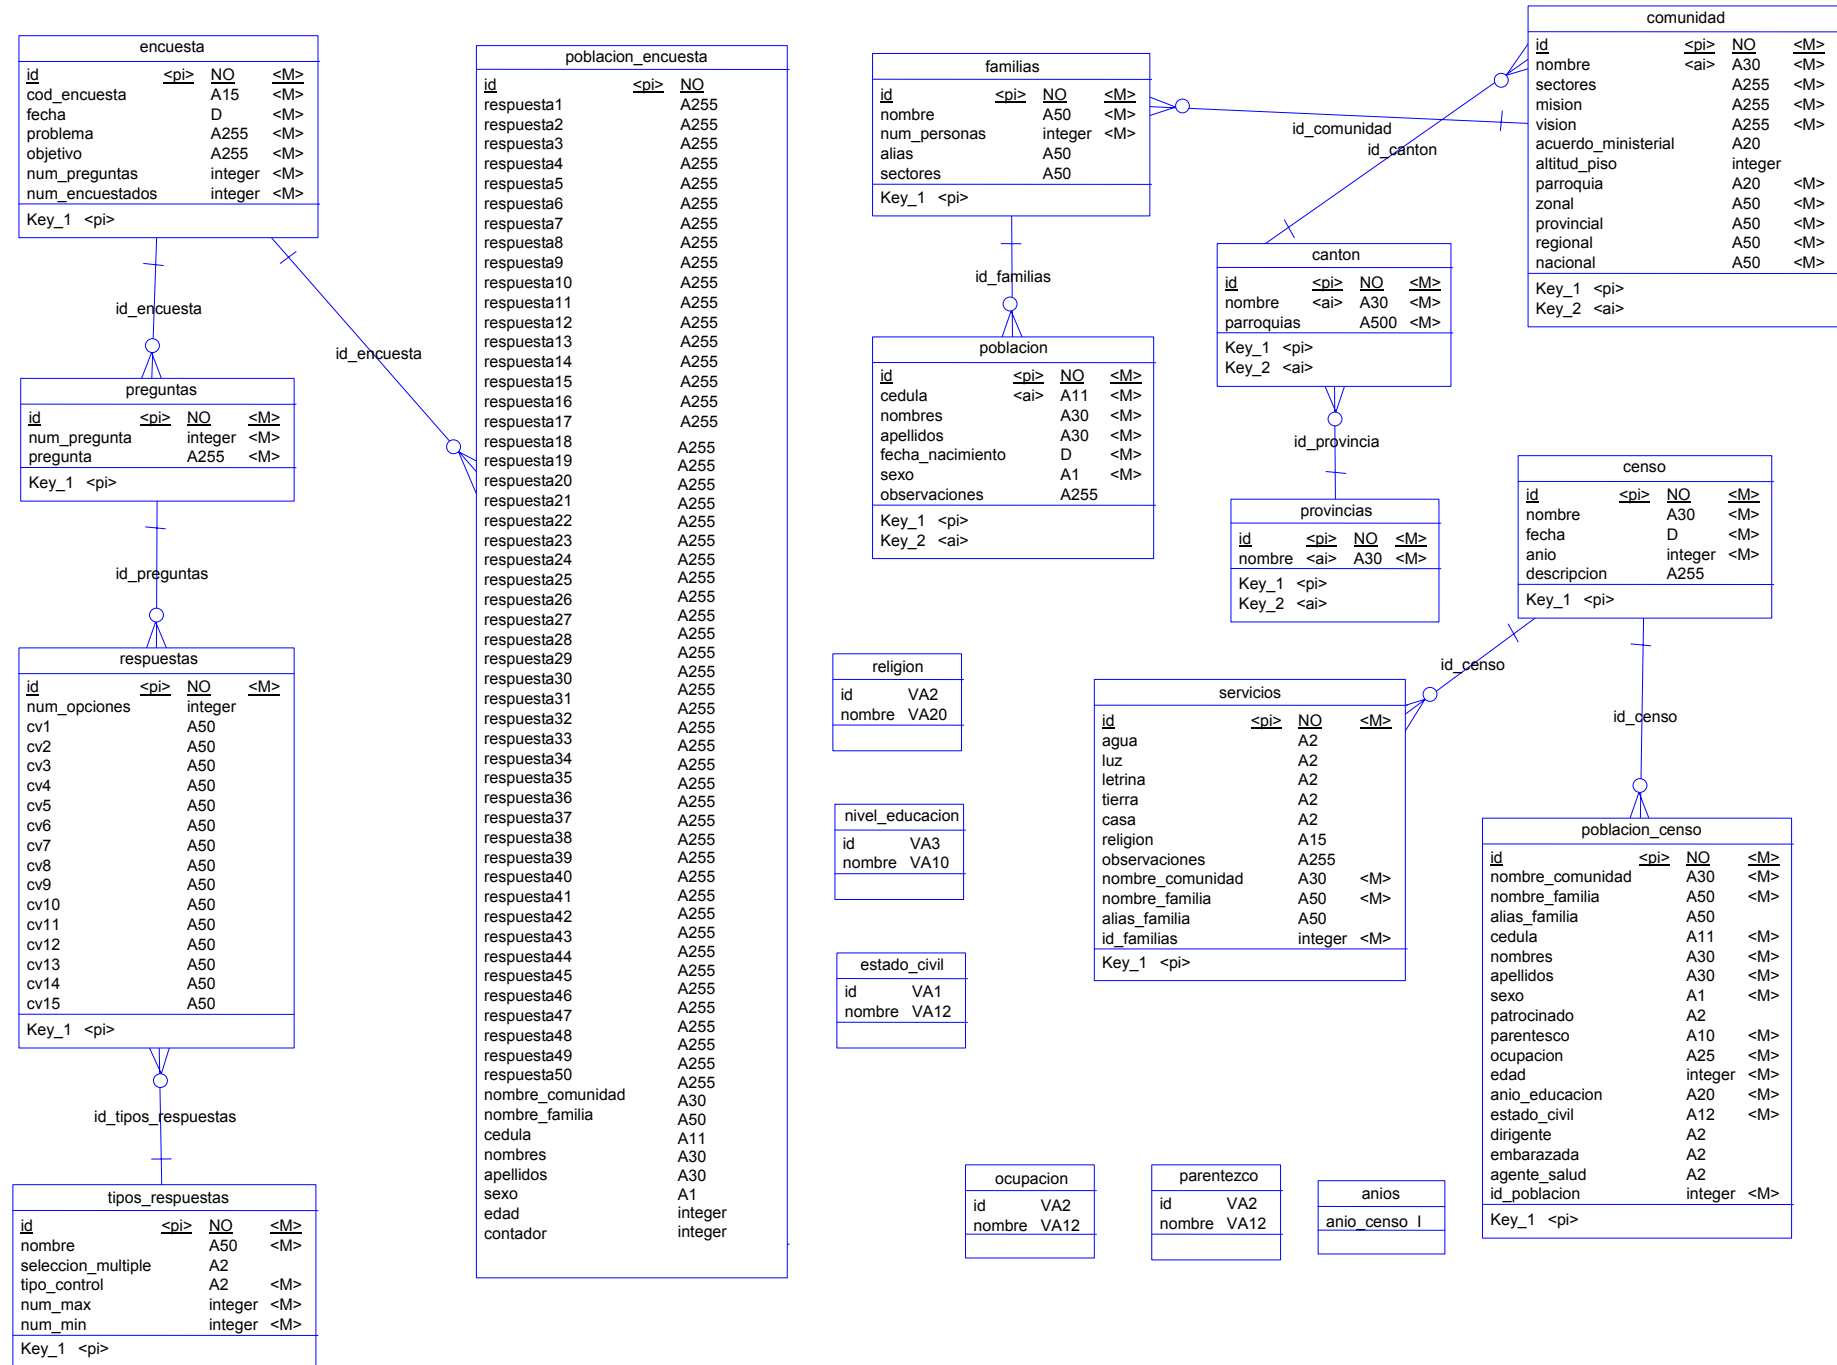 encuesta
id <pi> NO <M>
cod_encuesta A15 <M>
fecha D <M>
problema A255 <M>
objetivo A255 <M>
num_preguntas integer <M>
num_encuestados integer <M>
Key_1 <pi>
id_encuesta
id_encuesta
preguntas
id <pi> NO <M>
num_pregunta integer <M>
pregunta A255 <M>
Key_1 <pi>
id_preguntas
respuestas
id <pi> NO <M>
num_opciones integer
cv1 A50
cv2 A50
cv3 A50
cv4 A50
cv5 A50
cv6 A50
cv7 A50
cv8 A50
cv9 A50
cv10 A50
cv11 A50
cv12 A50
cv13 A50
cv14 A50
cv15 A50
Key_1 <pi>
id_tipos_respuestas
tipos_respuestas
id <pi> NO <M>
nombre A50 <M>
seleccion_multiple A2
tipo_control A2 <M>
num_max integer <M>
num_min integer <M>
Key_1 <pi>
poblacion_encuesta
id <pi> NO
respuesta1 A255
respuesta2 A255
respuesta3 A255
respuesta4 A255
respuesta5 A255
respuesta6 A255
respuesta7 A255
respuesta8 A255
respuesta9 A255
respuesta10 A255
respuesta11 A255
respuesta12 A255
respuesta13 A255
respuesta14 A255
respuesta15 A255
respuesta16 A255
respuesta17 A255
respuesta18 A255
respuesta19 A255
respuesta20 A255
respuesta21 A255
respuesta22 A255
respuesta23 A255
respuesta24 A255
respuesta25 A255
respuesta26 A255
respuesta27 A255
respuesta28 A255
respuesta29 A255
respuesta30 A255
respuesta31 A255
respuesta32 A255
respuesta33 A255
respuesta34 A255
respuesta35 A255
respuesta36 A255
respuesta37 A255
respuesta38 A255
respuesta39 A255
respuesta40 A255
respuesta41 A255
respuesta42 A255
respuesta43 A255
respuesta44 A255
respuesta45 A255
respuesta46 A255
respuesta47 A255
respuesta48 A255
respuesta49 A255
respuesta50 A255
nombre_comunidad A30
nombre_familia A50
cedula A11
nombres A30
apellidos A30
sexo A1
edad integer
contador integer
familias
id <pi> NO <M>
nombre A50 <M>
num_personas integer <M>
alias A50
sectores A50
Key_1 <pi>
id_familias
poblacion
id <pi> NO <M>
cedula <ai> A11 <M>
nombres A30 <M>
apellidos A30 <M>
fecha_nacimiento D <M>
sexo A1 <M>
observaciones A255
Key_1 <pi>
Key_2 <ai>
id_comunidad
id_canton
comunidad
id <pi> NO <M>
nombre <ai> A30 <M>
sectores A255 <M>
mision A255 <M>
vision A255 <M>
acuerdo_ministerial A20
altitud_piso integer
parroquia A20 <M>
zonal A50 <M>
provincial A50 <M>
regional A50 <M>
nacional A50 <M>
Key_1 <pi>
Key_2 <ai>
canton
id <pi> NO <M>
nombre <ai> A30 <M>
parroquias A500 <M>
Key_1 <pi>
Key_2 <ai>
id_provincia
provincias
id <pi> NO <M>
nombre <ai> A30 <M>
Key_1 <pi>
Key_2 <ai>
censo
id <pi> NO <M>
nombre A30 <M>
fecha D <M>
anio integer <M>
descripcion A255
Key_1 <pi>
id_censo
id_censo
religion
id VA2
nombre VA20
nivel_educacion
id VA3
nombre VA10
estado_civil
id VA1
nombre VA12
servicios
id <pi> NO <M>
agua A2
luz A2
letrina A2
tierra A2
casa A2
religion A15
observaciones A255
nombre_comunidad A30 <M>
nombre_familia A50 <M>
alias_familia A50
id_familias integer <M>
Key_1 <pi>
poblacion_censo
id <pi> NO <M>
nombre_comunidad A30 <M>
nombre_familia A50 <M>
alias_familia A50
cedula A11 <M>
nombres A30 <M>
apellidos A30 <M>
sexo A1 <M>
patrocinado A2
parentesco A10 <M>
ocupacion A25 <M>
edad integer <M>
anio_educacion A20 <M>
estado_civil A12 <M>
dirigente A2
embarazada A2
agente_salud A2
id_poblacion integer <M>
Key_1 <pi>
ocupacion
id VA2
nombre VA12
parentezco
id VA2
nombre VA12
anios
anio_censo I